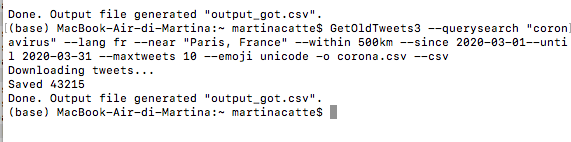 Done. Output file generated "output_got.csv".
(base) MacBook-Air-di-Martina:~ martinacatte$ GetOldTweets3 --querysearch "coron
avirus" --lang fr --near "Paris, France" --within 500km --since 2020-03-01--unti
l 2020-03-31 --maxtweets 10 --emoji unicode -o corona.csv --csv
Downloading tweets...
Saved 43215
Done. Output file generated "output_got.csv".
(base) MacBook-Air-di-Martina:~ martinacatte$